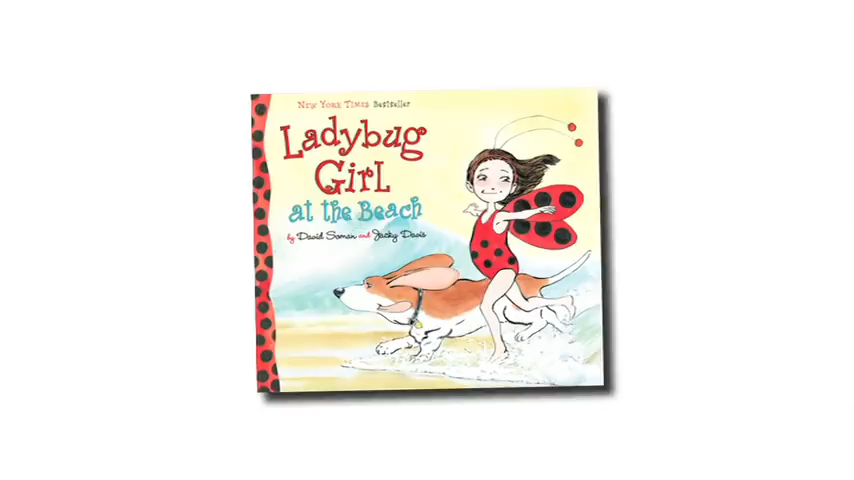 New York Times Bestseller
Ladybug
Girl
at the Beach
by David Soman and Jacky Davis